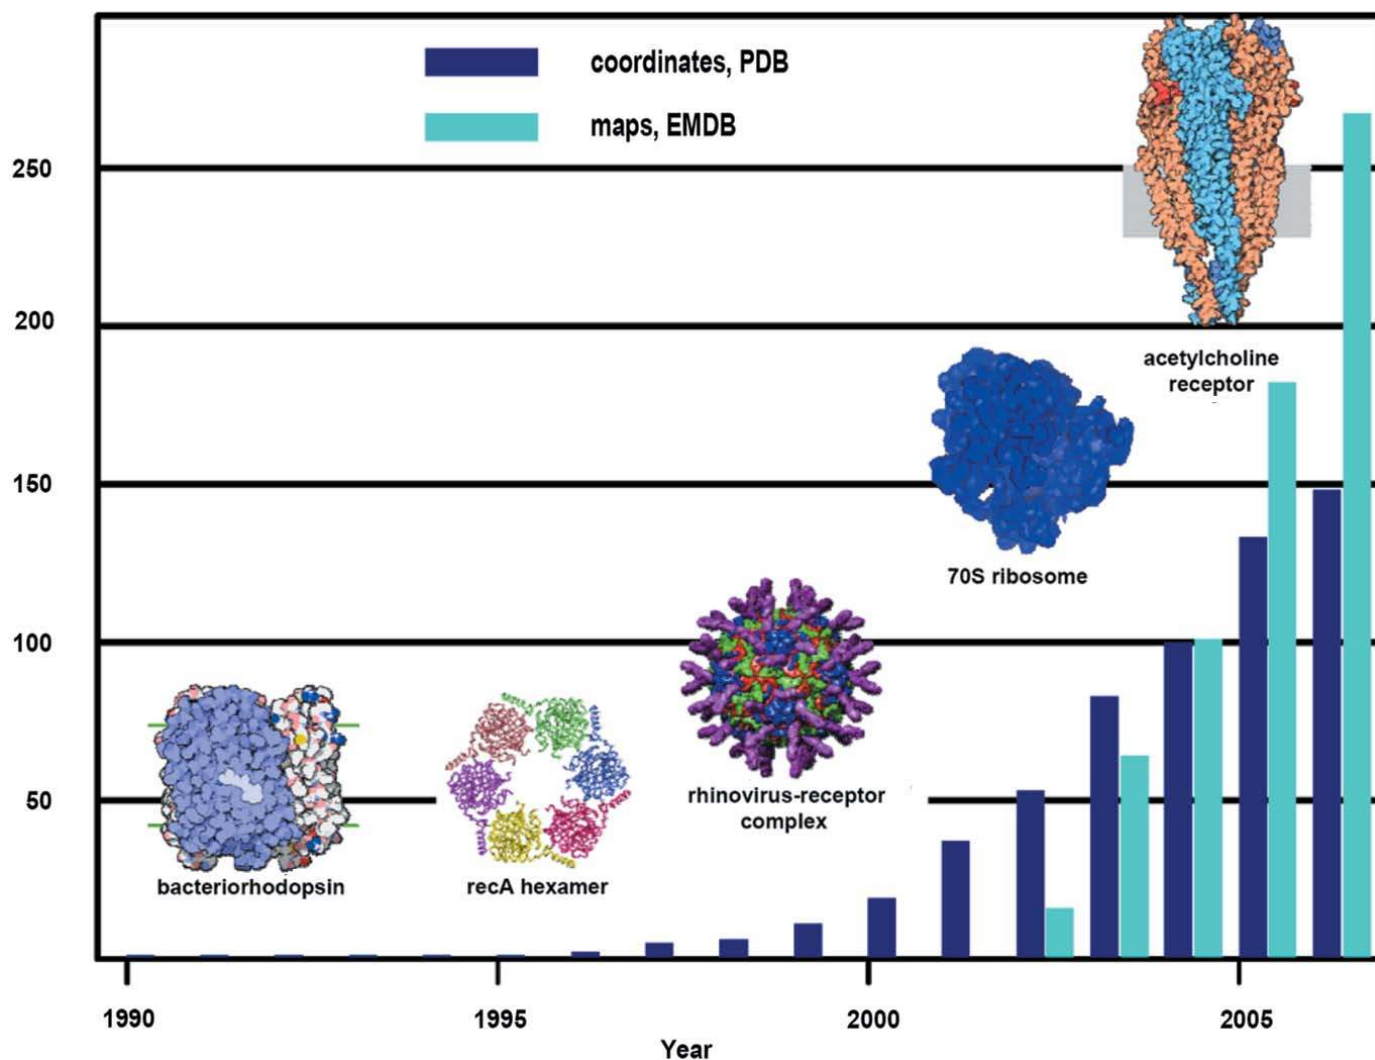 coordinates, PDB
maps, EMDB
250
200
150
100
50
acetylcholine
receptor
70S ribosome
rhinovirus-receptor
complex
bacteriorhodopsin
recA hexamer
1990
1995
2000
2005
Year